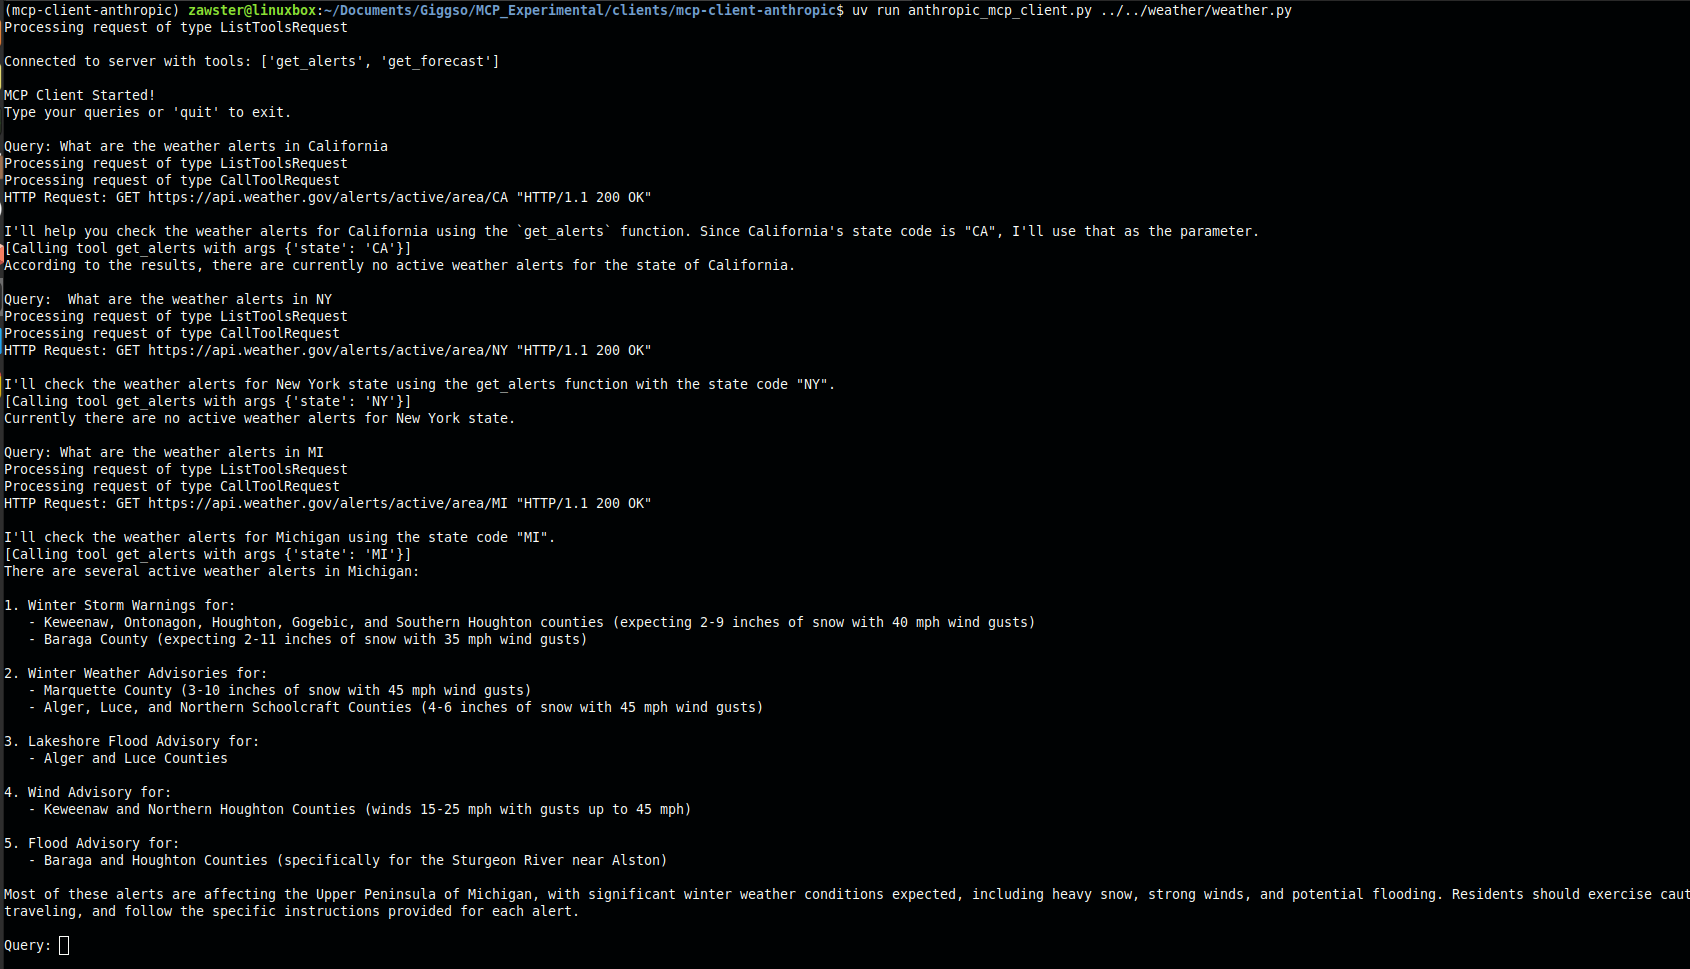 (mcp-client-anthropic) zawster@linuxbox:~/Documents/Giggso/MCP_Experimental/clients/mcp-client-anthropic$ uv run anthropic_mcp_client.py ../../weather/weather.py
Processing request of type ListToolsRequest
Connected to server with tools: ['get_alerts', 'get_forecast']
MCP Client Started!
Type your queries or 'quit' to exit.
Query: What are the weather alerts in California
Processing request of type ListToolsRequest
Processing request of type CallToolRequest
HTTP Request: GET https://api.weather.gov/alerts/active/area/CA "HTTP/1.1 200 OK"
I'll help you check the weather alerts for California using the `get_alerts` function. Since California's state code is "CA", I'll use that as the parameter.
[Calling tool get_alerts with args {'state': 'CA'}]
According to the results, there are currently no active weather alerts for the state of California.
Query:  What are the weather alerts in NY
Processing request of type ListToolsRequest
Processing request of type CallToolRequest
HTTP Request: GET https://api.weather.gov/alerts/active/area/NY "HTTP/1.1 200 OK"
I'll check the weather alerts for New York state using the get_alerts function with the state code "NY".
[Calling tool get_alerts with args {'state': 'NY'}]
Currently there are no active weather alerts for New York state.
Query: What are the weather alerts in MI
Processing request of type ListToolsRequest
Processing request of type CallToolRequest
HTTP Request: GET https://api.weather.gov/alerts/active/area/MI "HTTP/1.1 200 OK"
I'll check the weather alerts for Michigan using the state code "MI".
[Calling tool get_alerts with args {'state': 'MI'}]
There are several active weather alerts in Michigan:
1. Winter Storm Warnings for:
- Keweenaw, Ontonagon, Houghton, Gogebic, and Southern Houghton counties (expecting 2-9 inches of snow with 40 mph wind gusts)
- Baraga County (expecting 2-11 inches of snow with 35 mph wind gusts)
2. Winter Weather Advisories for:
- Marquette County (3-10 inches of snow with 45 mph wind gusts)
- Alger, Luce, and Northern Schoolcraft Counties (4-6 inches of snow with 45 mph wind gusts)
3. Lakeshore Flood Advisory for:
- Alger and Luce Counties
4. Wind Advisory for:
- Keweenaw and Northern Houghton Counties (winds 15-25 mph with gusts up to 45 mph)
5. Flood Advisory for:
- Baraga and Houghton Counties (specifically for the Sturgeon River near Alston)
Most of these alerts are affecting the Upper Peninsula of Michigan, with significant winter weather conditions expected, including heavy snow, strong winds, and potential flooding. Residents should exercise caut
traveling, and follow the specific instructions provided for each alert.
Query: